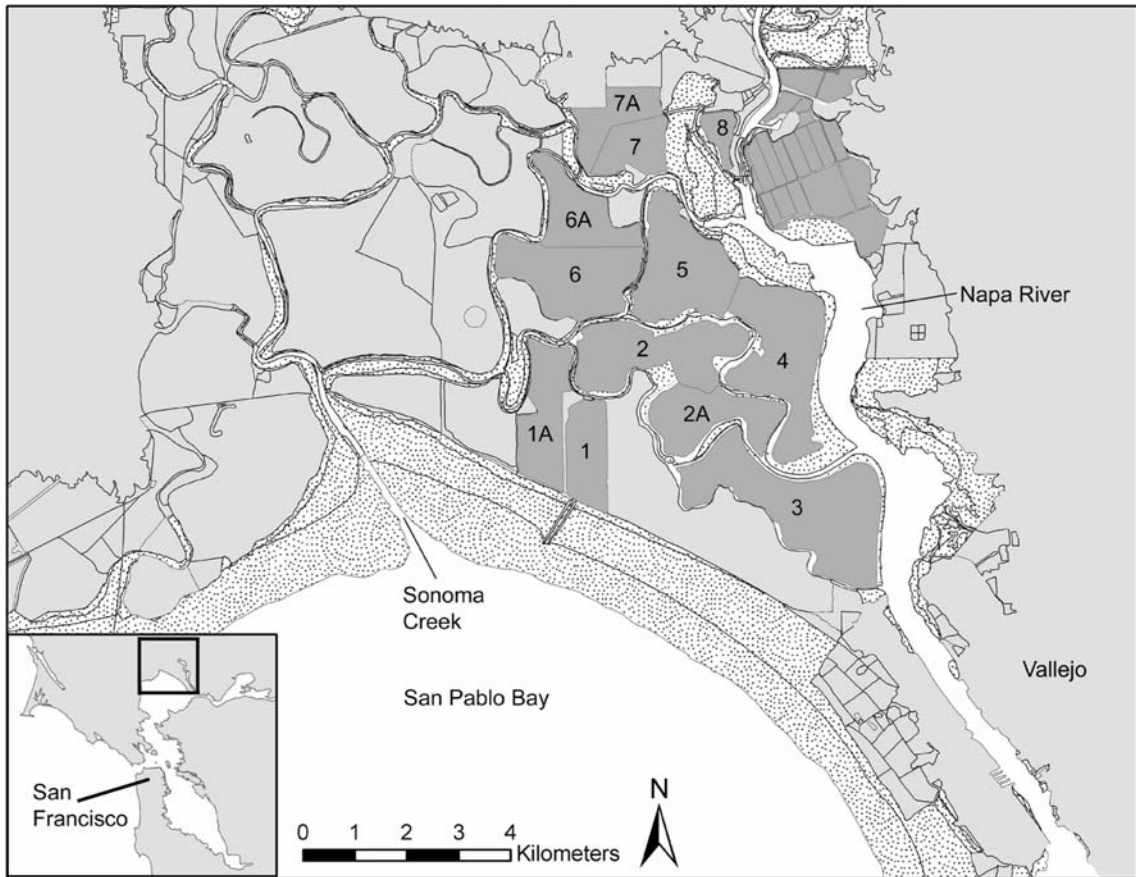 7A
8
7
6A
6
5
Napa River
2
4
2A
1A
1
3
Sonoma
Creek
Vallejo
San Pablo Bay
San
Francisco
N
0 1 2 3 4
Kilometers